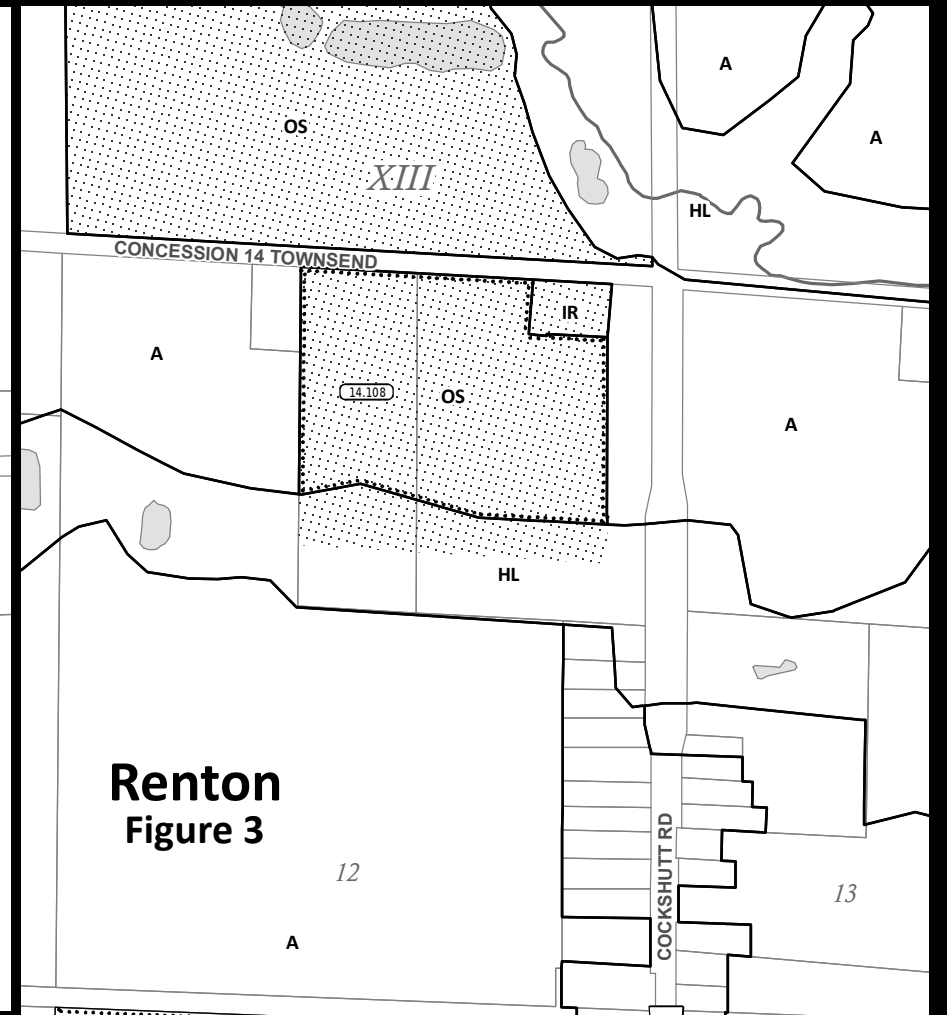 A
A
OS
XIII
HL
CONCESSION 14 TOWNSEND
IR
A
14.108
OS
A
HL
Renton
Figure 3
12
13
A
COCKSHUTT RD